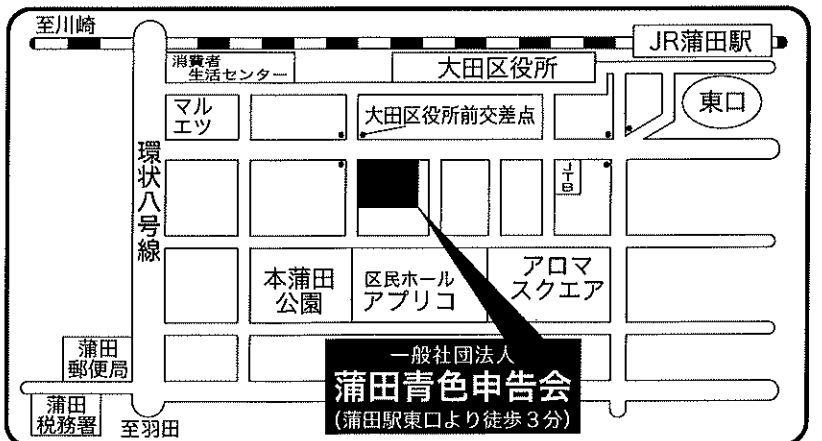 至川崎
JR蒲田駅
消費者
生活センター
大田区役所
東口
マル
エツ
大田区役所前交差点
環状八号線
JTB
本蒲田
公園
区民ホール
アプリコ
アロマ
スクエア
蒲田
郵便局
一般社団法人
蒲田青色申告会
(蒲田駅東口より徒歩3分)
蒲田
税務署
至羽田